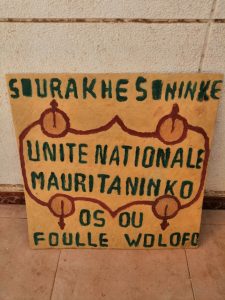 SOURAKHE SONINKE
UNITE NATIONALE
MAURITANINKO
OS OU
FOULLE WOLOFO